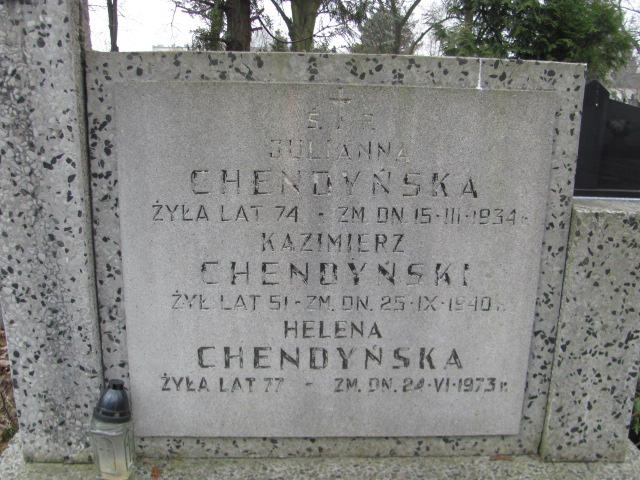 Ś. † P.
JULIANNA
CHENDYŃSKA
ŻYŁA LAT 74 - ZM. DN. 15-III-1934 r.
KAZIMIERZ
CHENDYŃSKI
ŻYŁ LAT 51 - ZM. DN. 25-IX-1940 r.
HELENA
CHENDYŃSKA
ŻYŁA LAT 77 - ZM. DN. 24-VI-1973 r.